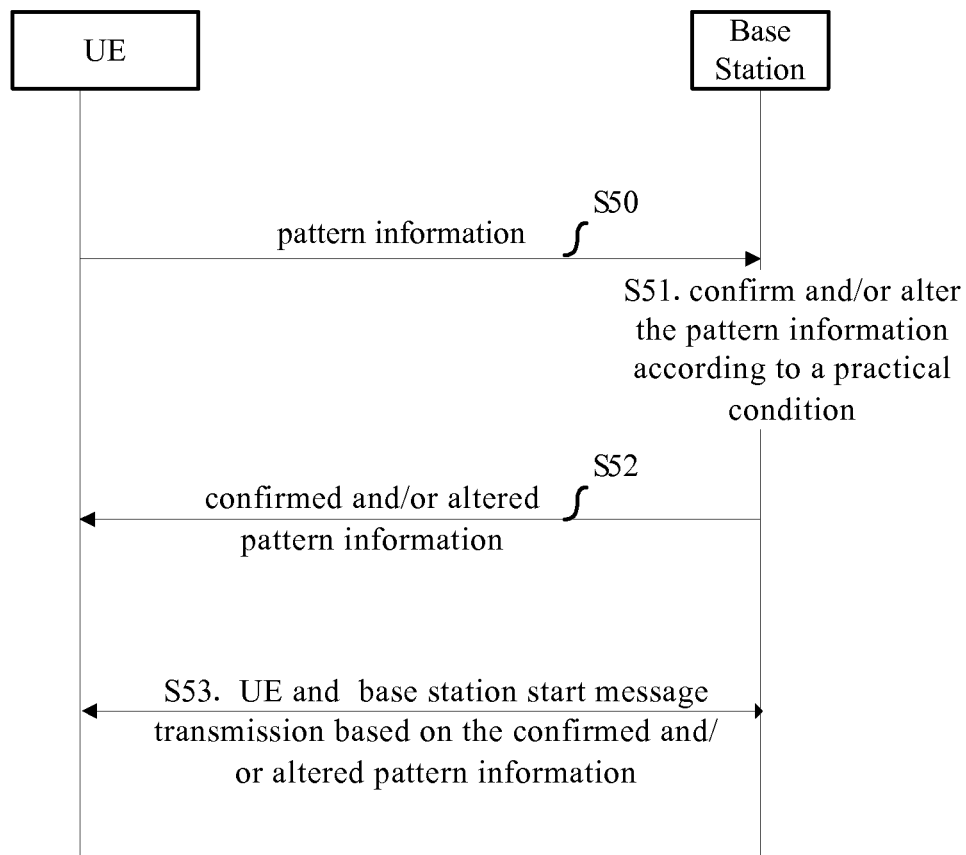 UE
Base
Station
S50
pattern information
S51. confirm and/or alter
the pattern information
according to a practical
condition
S52
confirmed and/or altered
pattern information
S53. UE and base station start message
transmission based on the confirmed and/
or altered pattern information